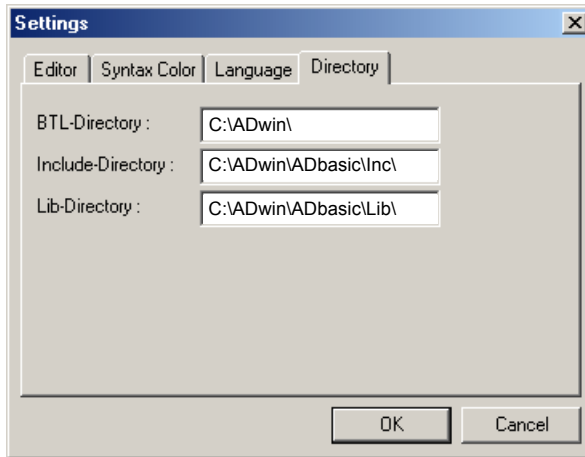 Settings
Editor Syntax Color Language Directory
BTL-Directory : C:\ADwin\
Include-Directory : C:\ADwin\ADbasic\Inc\
Lib-Directory : C:\ADwin\ADbasic\Lib\
OK Cancel